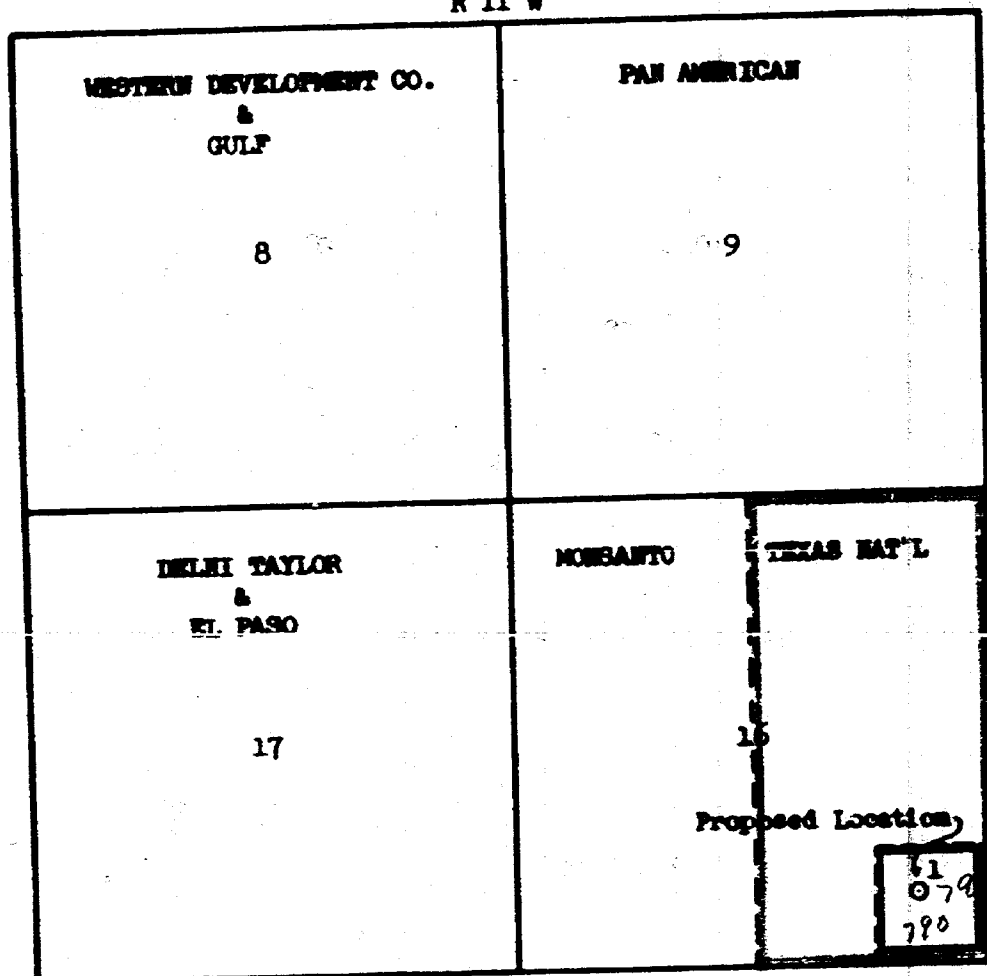 R 11 W
WESTERN DEVELOPMENT CO.
&
GULF
8
PAN AMERICAN
9
DELHI TAYLOR
&
EL PASO
17
MONSANTO
TEXAS NAT'L
16
Proposed Location
1
79
790